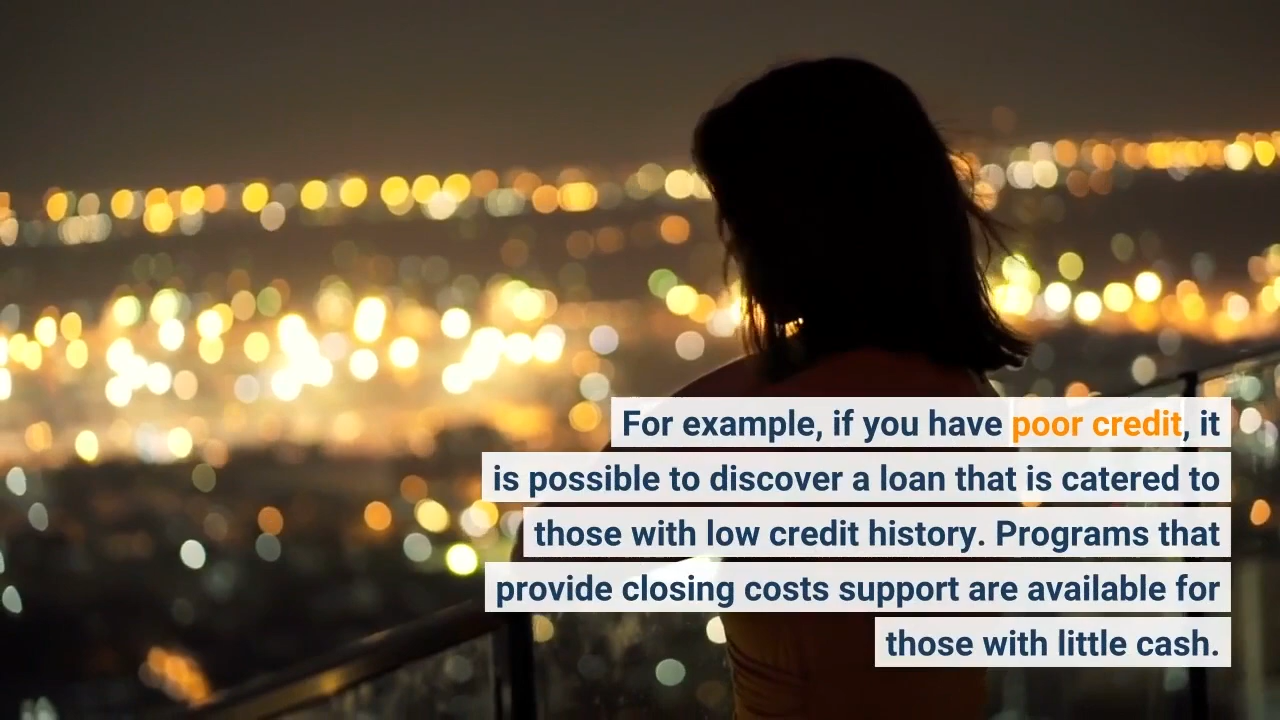 For example, if you have poor credit, it
is possible to discover a loan that is catered to
those with low credit history. Programs that
provide closing costs support are available for
those with little cash.